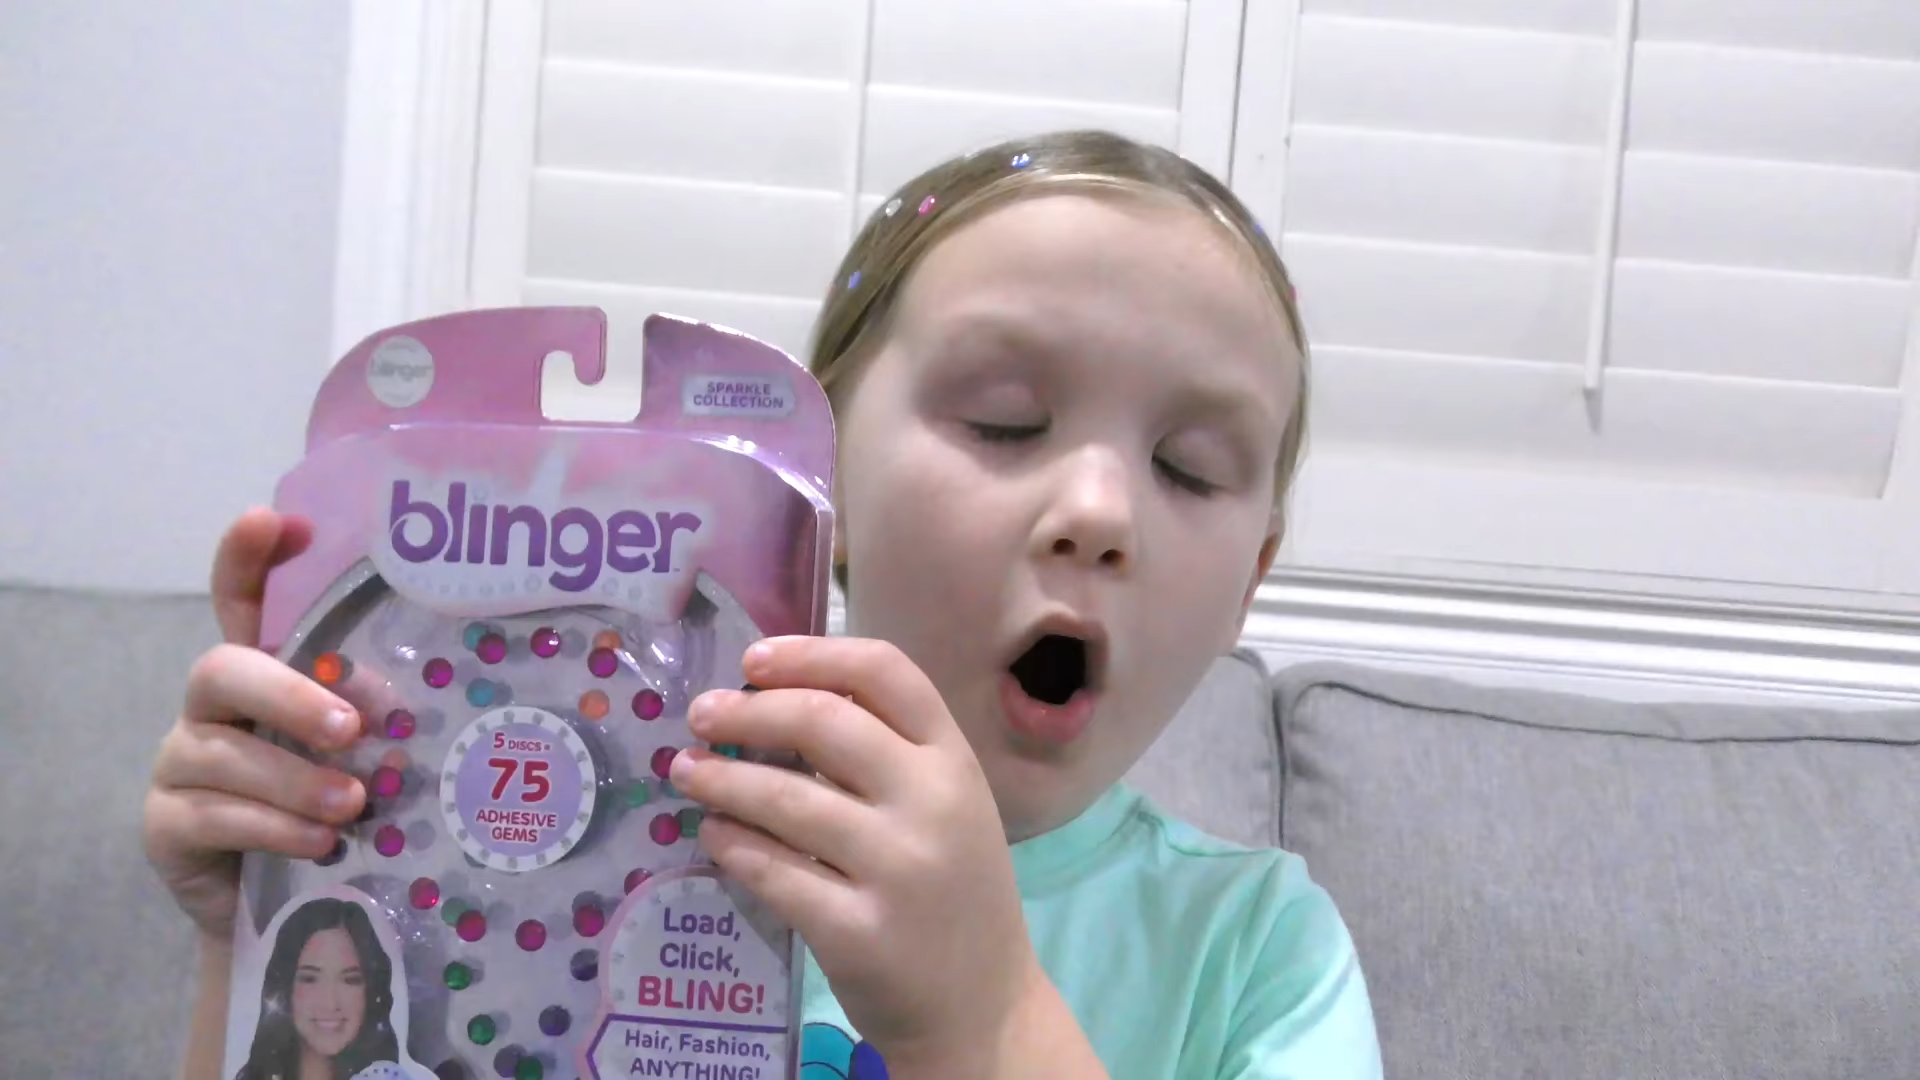 blinger
SPARKLE
COLLECTION
blinger
5 DISCS •
75
ADHESIVE
GEMS
Load,
Click,
BLING!
Hair, Fashion,
ANYTHING!